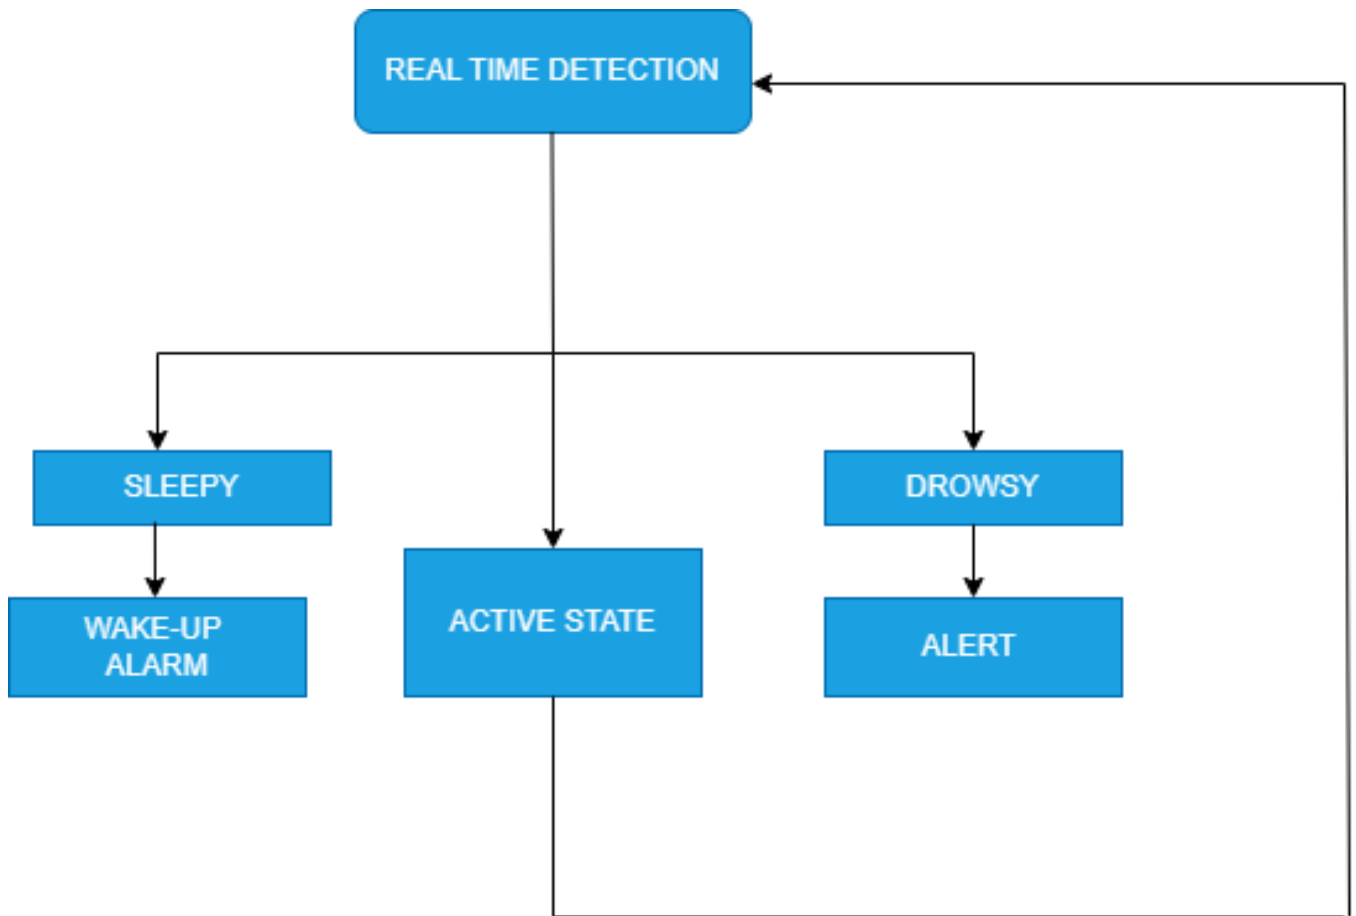 REAL TIME DETECTION
SLEEPY
DROWSY
WAKE-UP
ALARM
ACTIVE STATE
ALERT